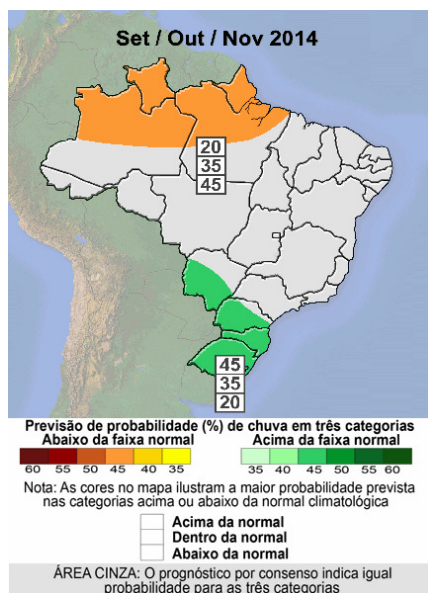 Set / Out / Nov 2014
20
35
45
45
35
20
Previsão de probabilidade (%) de chuva em três categorias
Abaixo da faixa normal Acima da faixa normal
60 55 50 45 40 35 35 40 45 50 55 60
Nota: As cores no mapa ilustram a maior probabilidade prevista
nas categorias acima ou abaixo da normal climatológica
Acima da normal
Dentro da normal
Abaixo da normal
ÁREA CINZA: O prognóstico por consenso indica igual
probabilidade para as três categorias